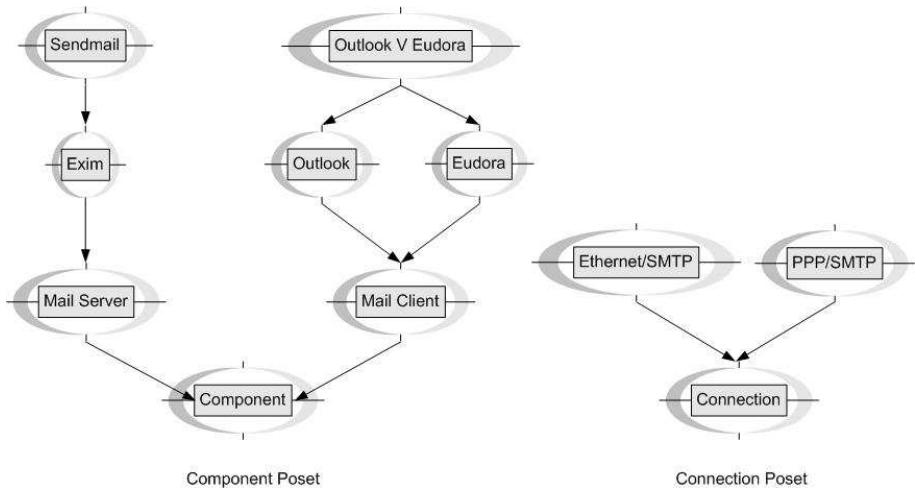 Sendmail
Outlook V Eudora
Exim
Outlook
Eudora
Ethernet/SMTP
PPP/SMTP
Mail Server
Mail Client
Component
Connection
Component Poset
Connection Poset